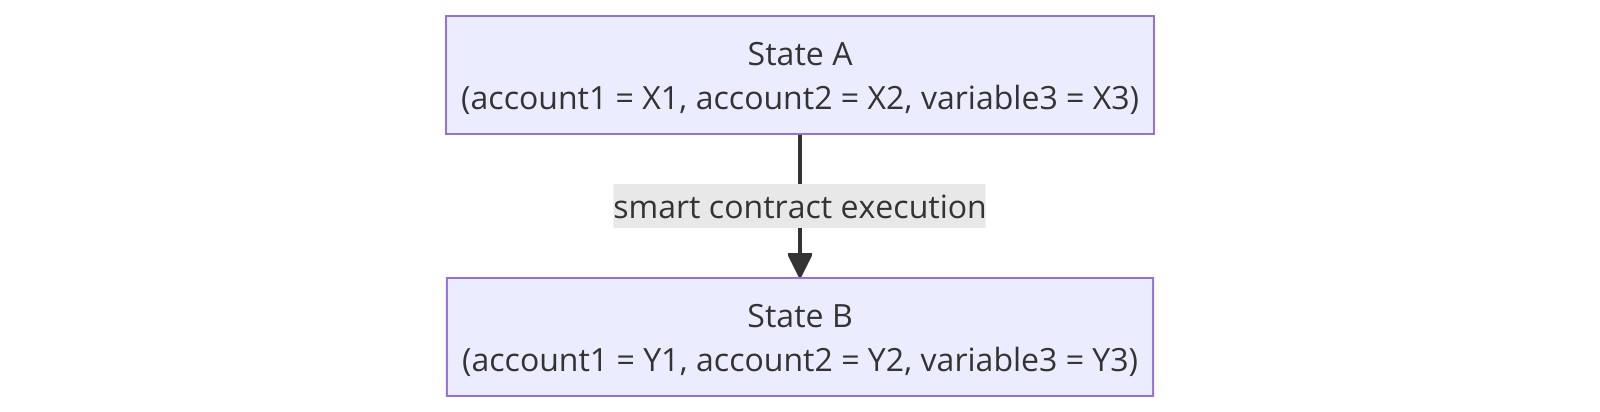 State A
(account1 = X1, account2 = X2, variable3 = X3)
smart contract execution
State B
(account1 = Y1, account2 = Y2, variable3 = Y3)